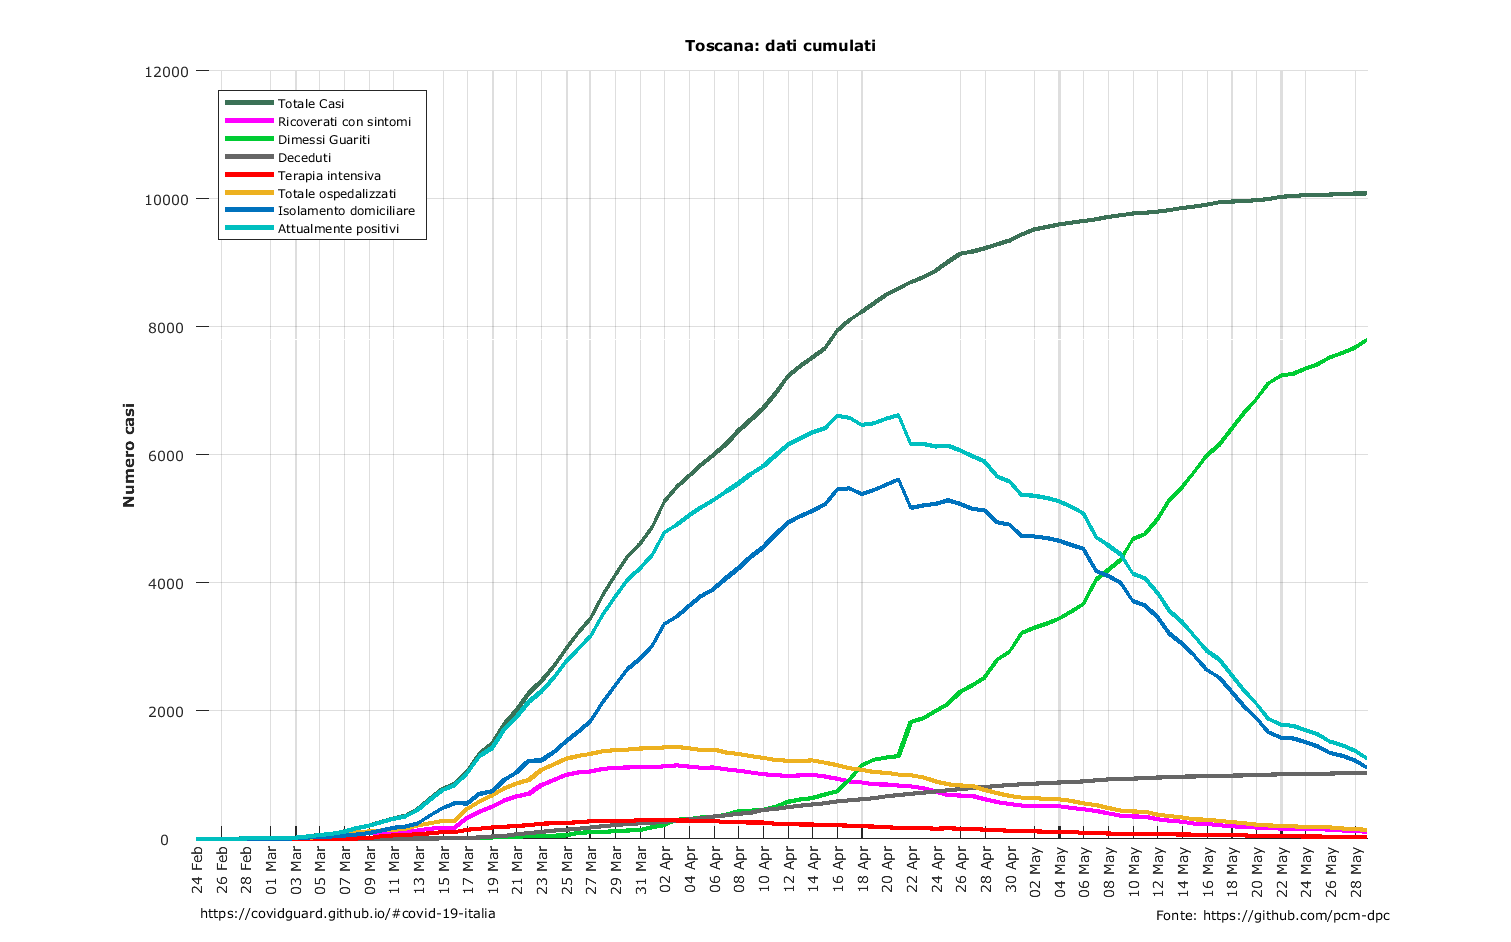 Toscana: dati cumulati
12000
10000
8000
6000
4000
2000
0
Numero casi
Totale Casi
Ricoverati con sintomi
Dimessi Guariti
Deceduti
Terapia intensiva
Totale ospedalizzati
Isolamento domiciliare
Attualmente positivi
24 Feb
26 Feb
28 Feb
01 Mar
03 Mar
05 Mar
07 Mar
09 Mar
11 Mar
13 Mar
15 Mar
17 Mar
19 Mar
21 Mar
23 Mar
25 Mar
27 Mar
29 Mar
31 Mar
02 Apr
04 Apr
06 Apr
08 Apr
10 Apr
12 Apr
14 Apr
16 Apr
18 Apr
20 Apr
22 Apr
24 Apr
26 Apr
28 Apr
30 Apr
02 May
04 May
06 May
08 May
10 May
12 May
14 May
16 May
18 May
20 May
22 May
24 May
26 May
28 May
https://covidguard.github.io/#covid-19-italia
Fonte: https://github.com/pcm-dpc